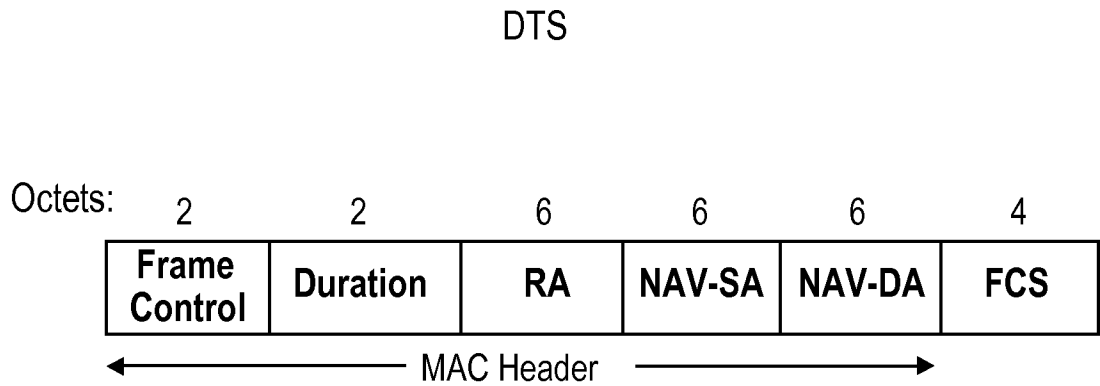 DTS
Octets: 2 2 6 6 6 4
Frame Control Duration RA NAV-SA NAV-DA FCS
MAC Header